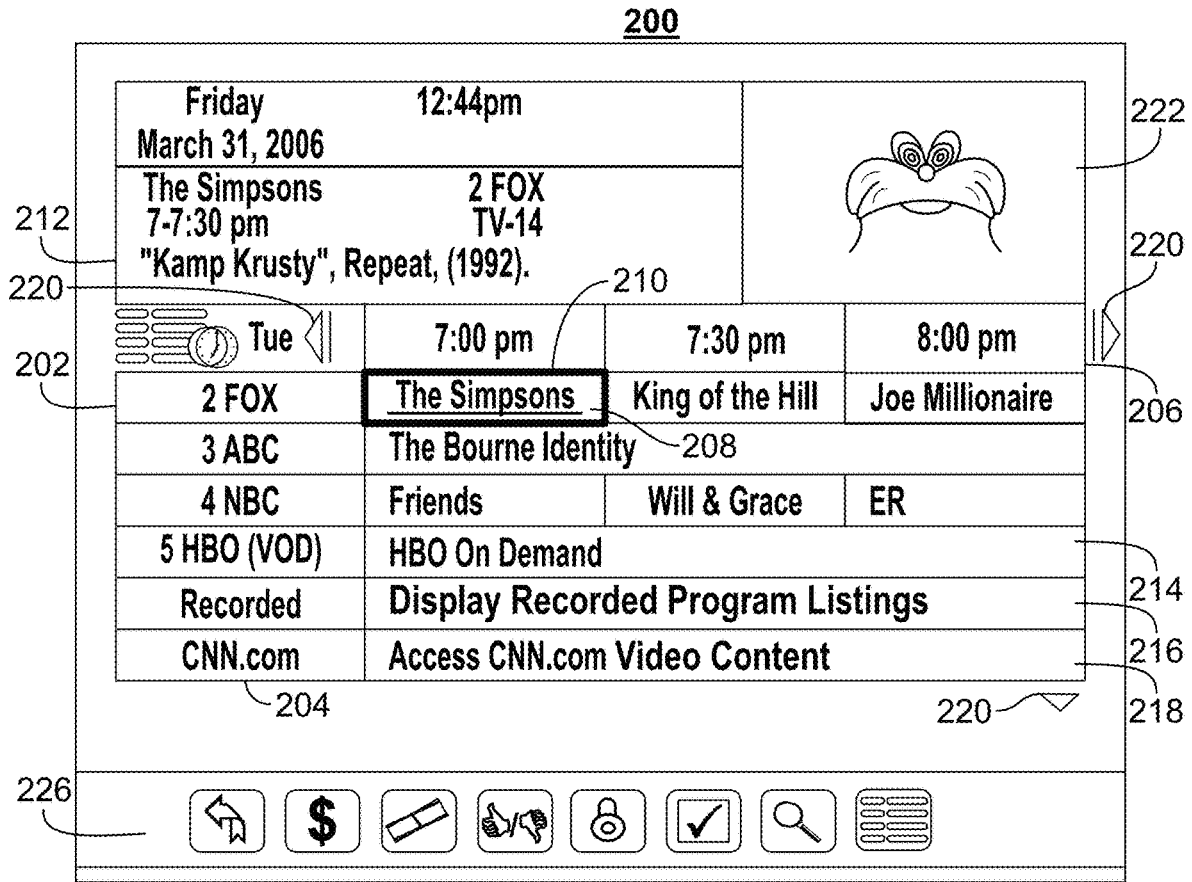 200
Friday 12:44pm
March 31, 2006
222
The Simpsons 2 FOX
7-7:30 pm TV-14
212
"Kamp Krusty", Repeat, (1992).
220
220
210
Tue 7:00 pm 7:30 pm 8:00 pm
202
2 FOX The Simpsons King of the Hill Joe Millionaire
206
3 ABC The Bourne Identity
208
4 NBC Friends Will & Grace ER
5 HBO (VOD) HBO On Demand
214
Recorded Display Recorded Program Listings
216
CNN.com Access CNN.com Video Content
204
220
218
226
$